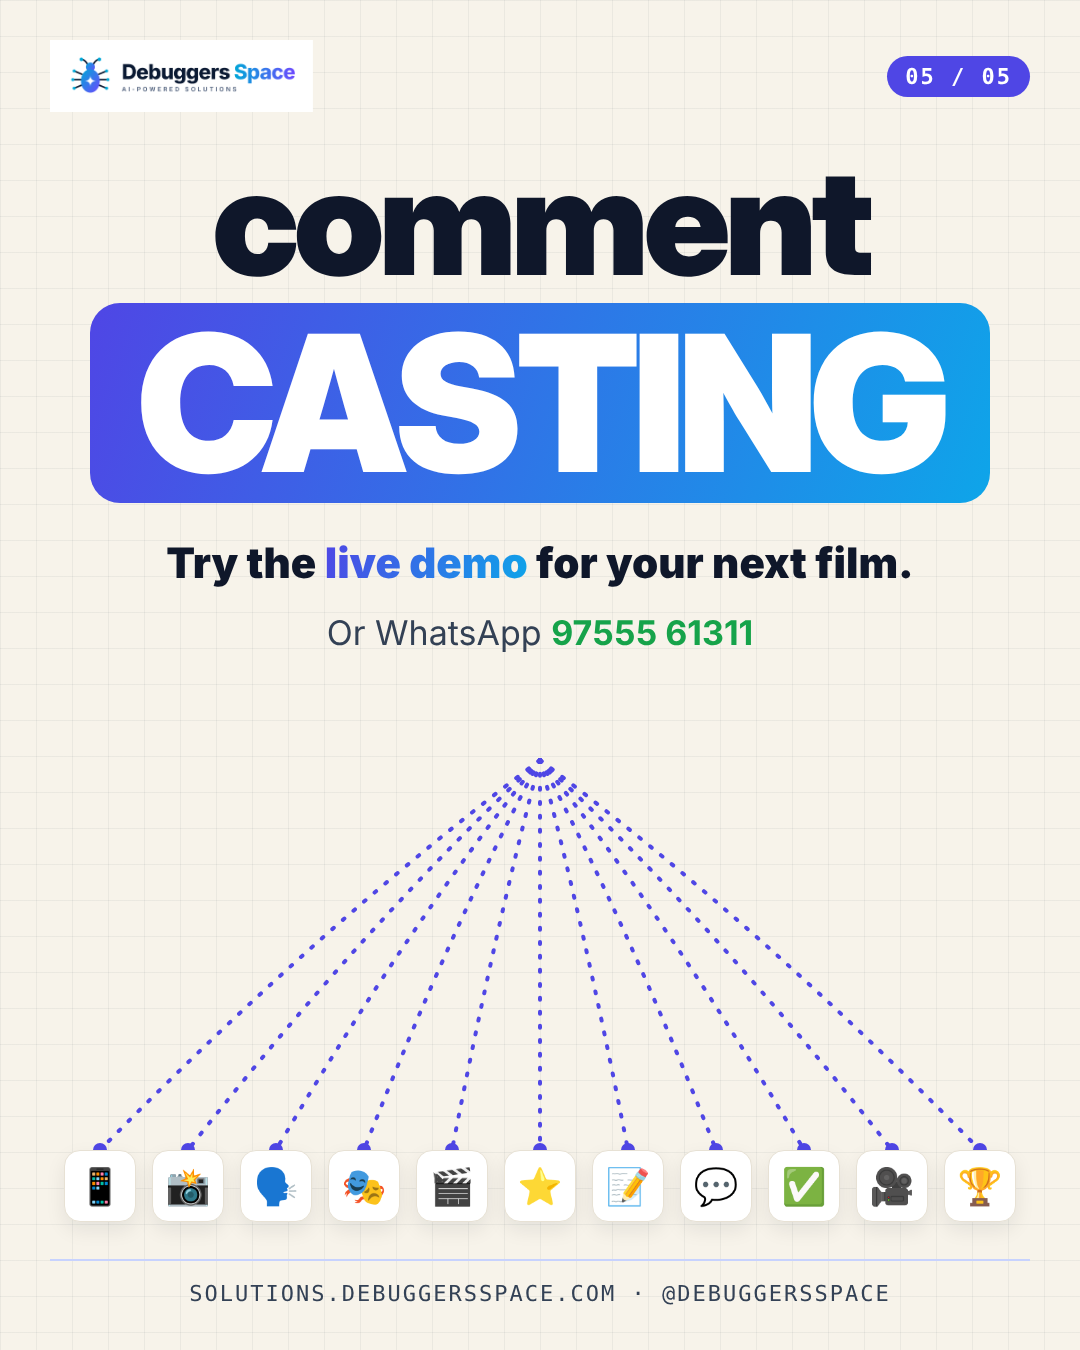 Debuggers Space
AI-POWERED SOLUTIONS
05 / 05
comment
CASTING
Try the live demo for your next film.
Or WhatsApp 97555 61311
SOLUTIONS.DEBUGGERSSPACE.COM · @DEBUGGERSSPACE